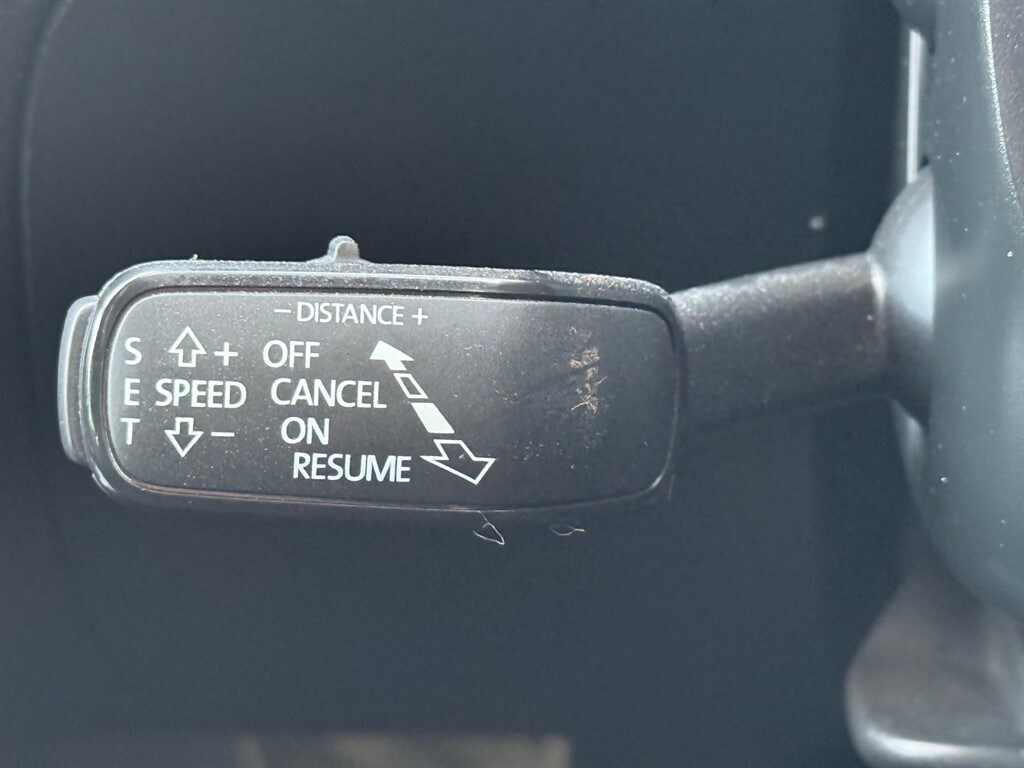 − DISTANCE +
S + OFF
E SPEED CANCEL
T − ON
RESUME